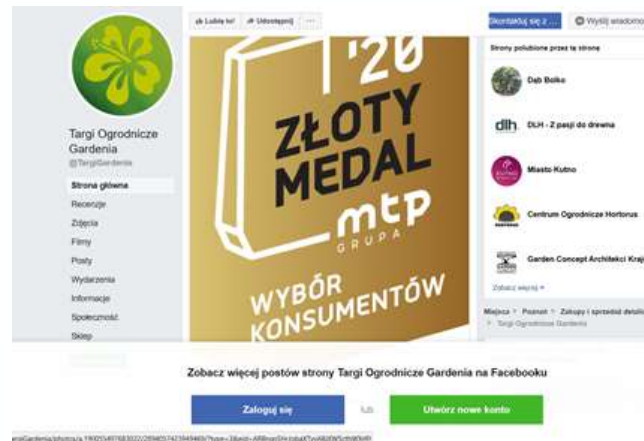 Lubię to!
Udostępnij
Skontaktuj się z ...
Wyślij wiadomo
Targi Ogrodnicze
Gardenia
@TargiGardenia
Strona główna
Recenzje
Zdjęcia
Filmy
Posty
Wydarzenia
Informacje
Społeczność
Sklep
'20
ZŁOTY
MEDAL
mtp
GRUPA
WYBÓR
KONSUMENTÓW
Strony polubione przez tę stronę
Dąb Bolko
dlh
DLH - Z pasji do drewna
Miasto Kutno
Centrum Ogrodnicze Hortorus
Garden Concept Architekci Kraj
Zobacz więcej
Miejsca > Poznań > Zakupy i sprzedaż detalic
> Targi Ogrodnicze Gardenia
Zobacz więcej postów strony Targi Ogrodnicze Gardenia na Facebooku
Zaloguj się
lub
Utwórz nowe konto